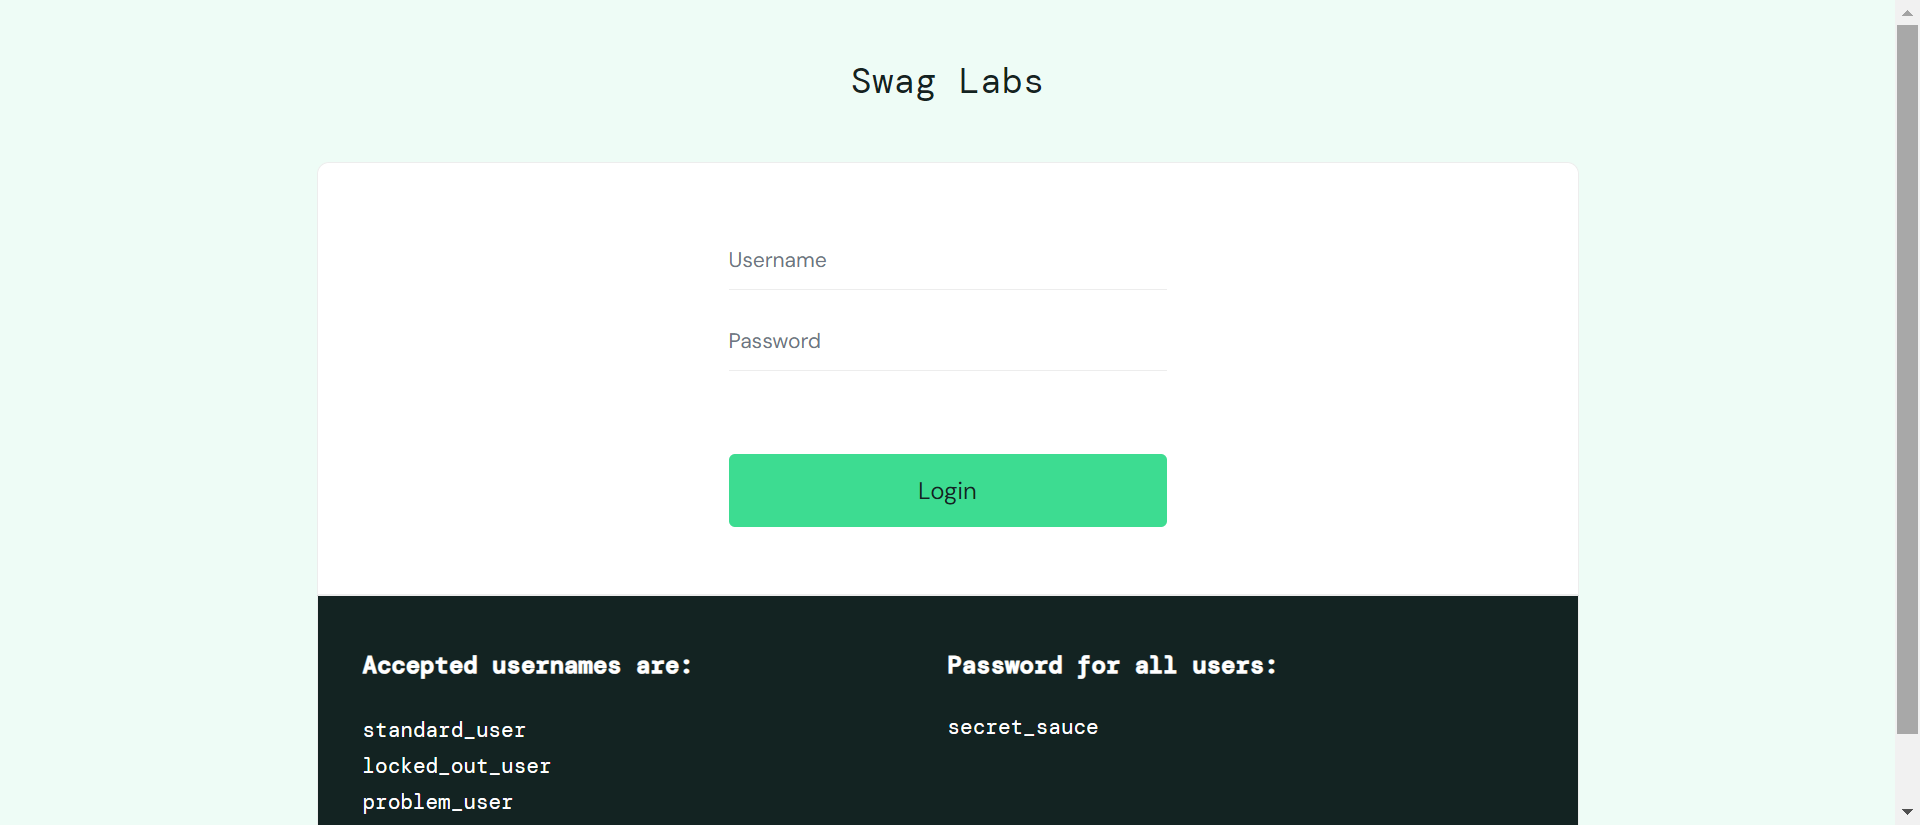 Swag Labs
Username
Password
Login
Accepted usernames are:
standard_user
locked_out_user
problem_user
Password for all users:
secret_sauce